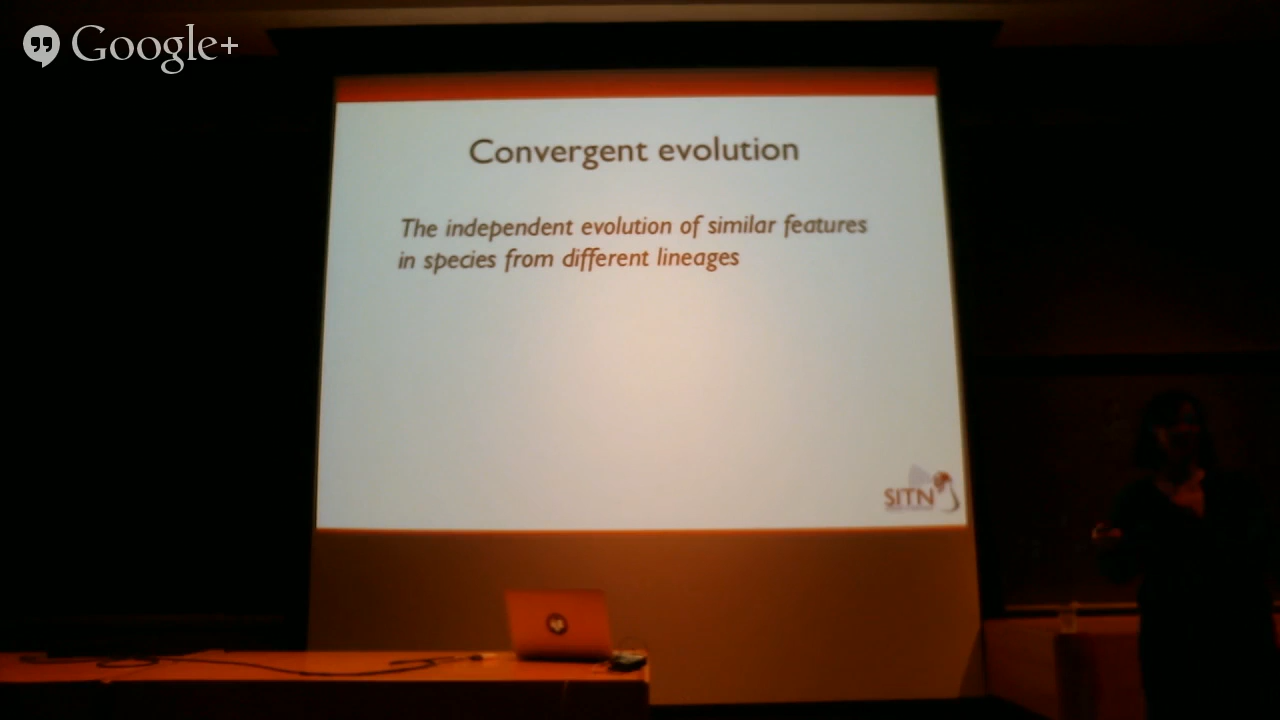 Google+
Convergent evolution
The independent evolution of similar features
in species from different lineages
SITN